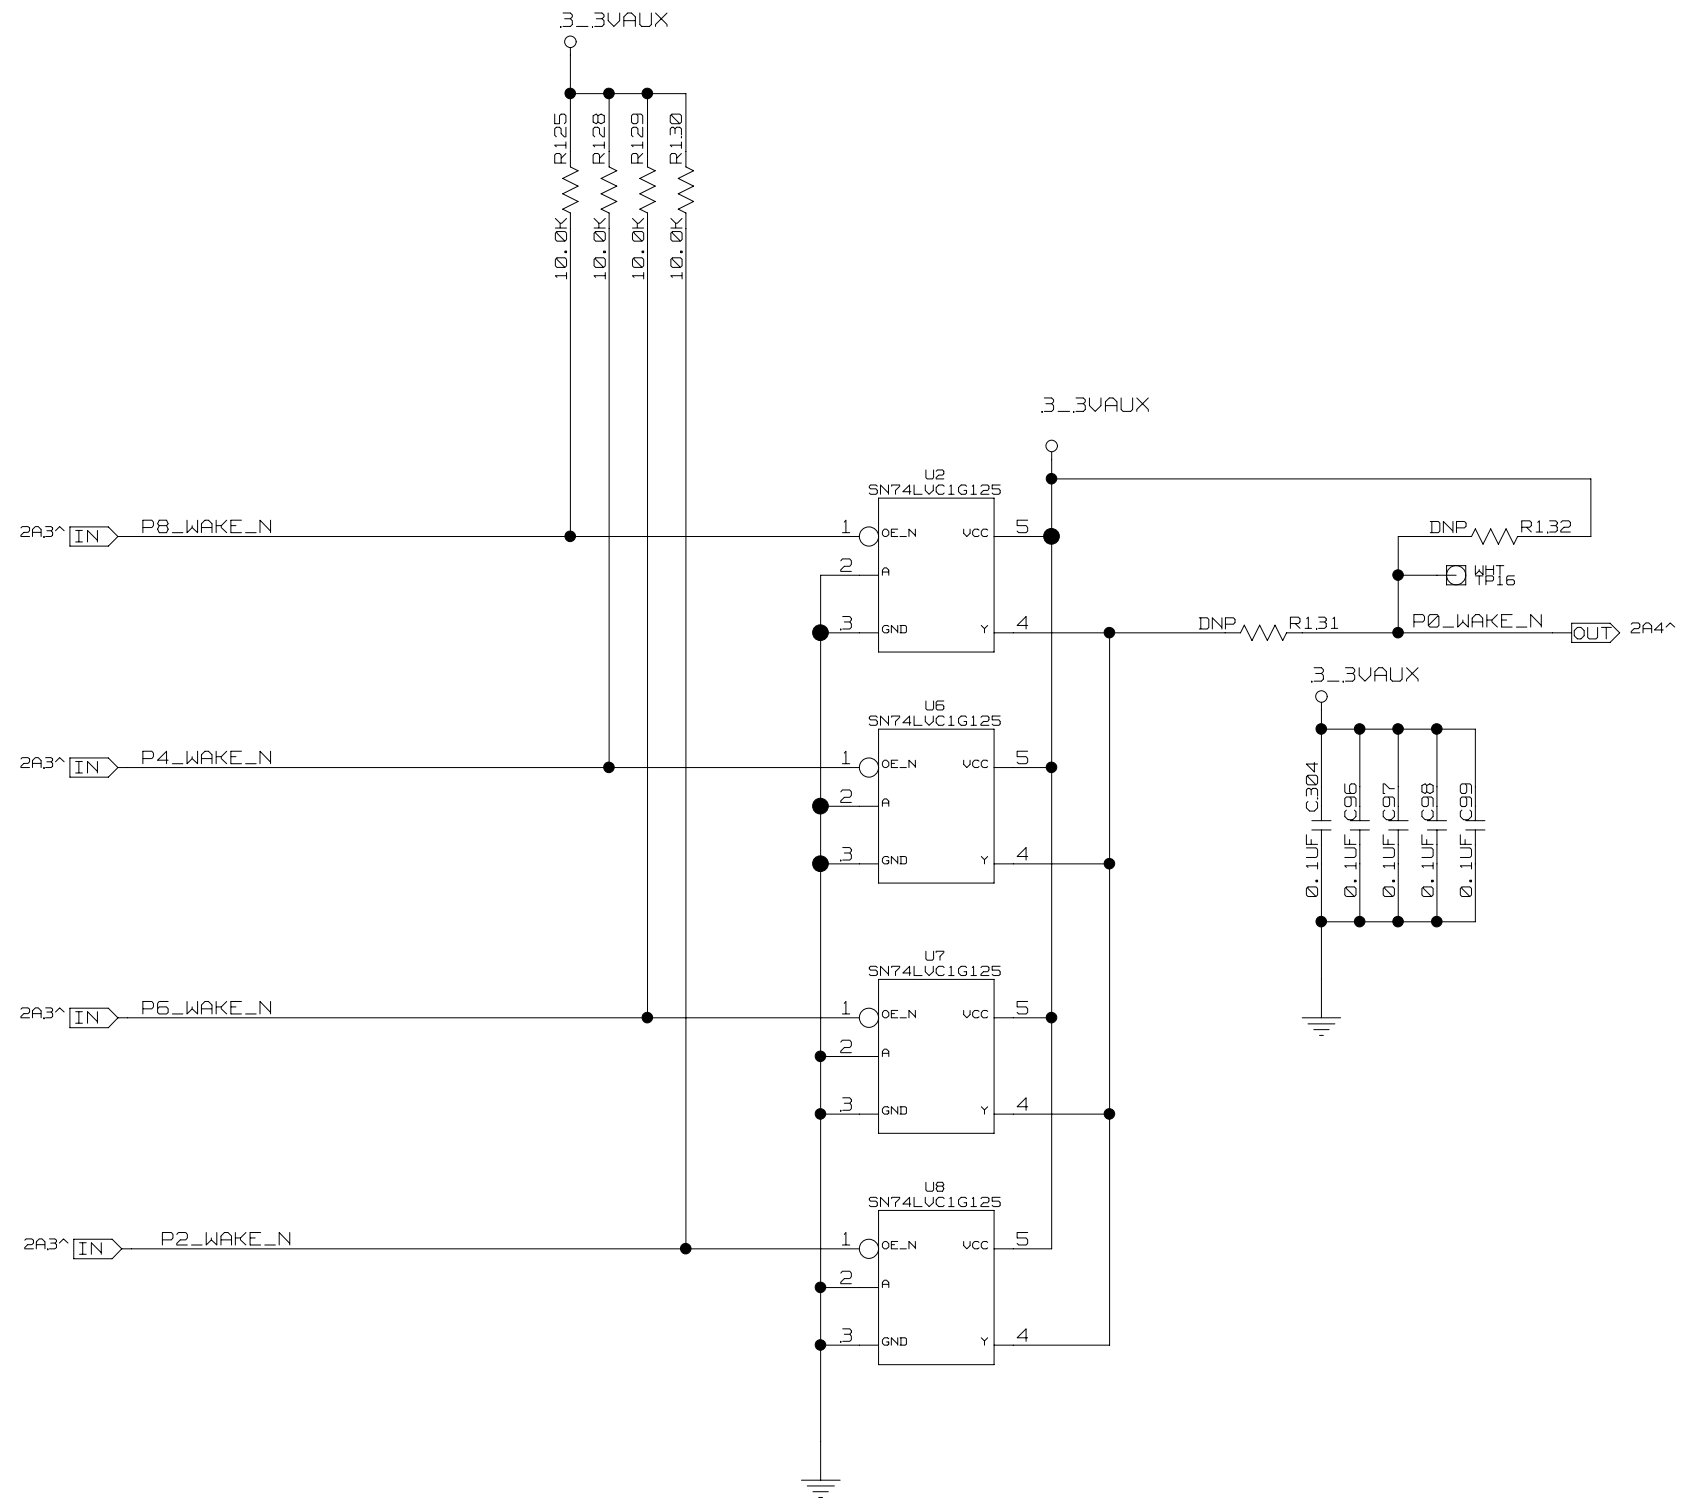 3_3VAUX
R125
R128
R129
R130
10.0K
10.0K
10.0K
10.0K
3_3VAUX
U2
SN74LVC1G125
2A3^ IN P8_WAKE_N
1 OE_N VCC 5
2 A
3 GND Y 4
DNP R132
WHT
TP16
DNP R131
P0_WAKE_N OUT 2A4^
3_3VAUX
U6
SN74LVC1G125
2A3^ IN P4_WAKE_N
1 OE_N VCC 5
2 A
3 GND Y 4
C304
C96
C97
C98
C99
0.1UF
0.1UF
0.1UF
0.1UF
0.1UF
U7
SN74LVC1G125
2A3^ IN P6_WAKE_N
1 OE_N VCC 5
2 A
3 GND Y 4
U8
SN74LVC1G125
2A3^ IN P2_WAKE_N
1 OE_N VCC 5
2 A
3 GND Y 4